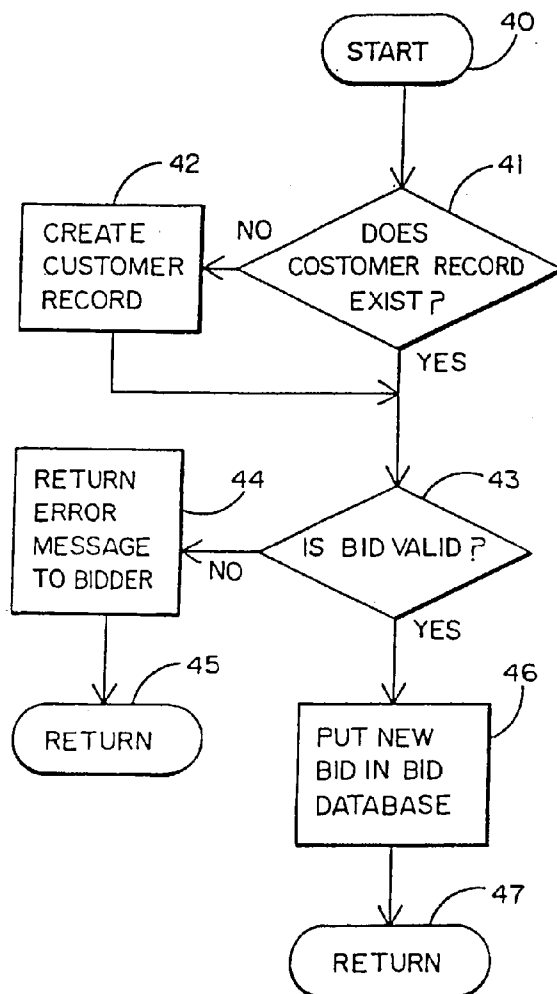 40
START
42
41
CREATE
CUSTOMER
RECORD
NO
DOES
COSTOMER RECORD
EXIST?
YES
RETURN
ERROR
MESSAGE
TO BIDDER
44
43
IS BID VALID?
NO
YES
45
RETURN
46
PUT NEW
BID IN BID
DATABASE
47
RETURN